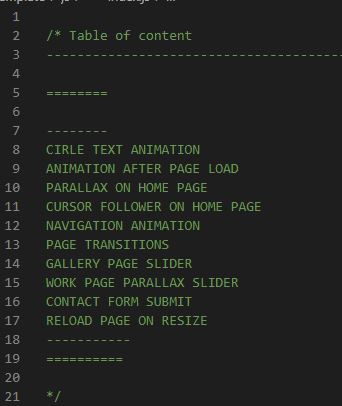 1
2 /* Table of content
3 -------------------------------------
4
5 ========
6
7 --------
8 CIRLE TEXT ANIMATION
9 ANIMATION AFTER PAGE LOAD
10 PARALLAX ON HOME PAGE
11 CURSOR FOLLOWER ON HOME PAGE
12 NAVIGATION ANIMATION
13 PAGE TRANSITIONS
14 GALLERY PAGE SLIDER
15 WORK PAGE PARALLAX SLIDER
16 CONTACT FORM SUBMIT
17 RELOAD PAGE ON RESIZE
18 -----------
19 ==========
20
21 */